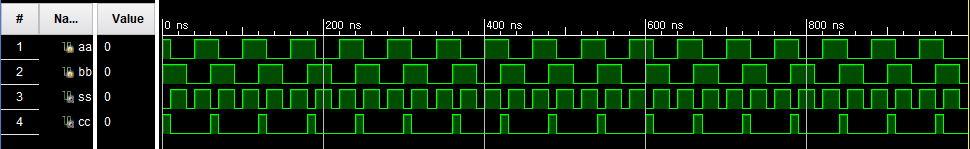 # Na... Value 0 ns 200 ns 400 ns 600 ns 800 ns
1 aa 0
2 bb 0
3 ss 0
4 cc 0